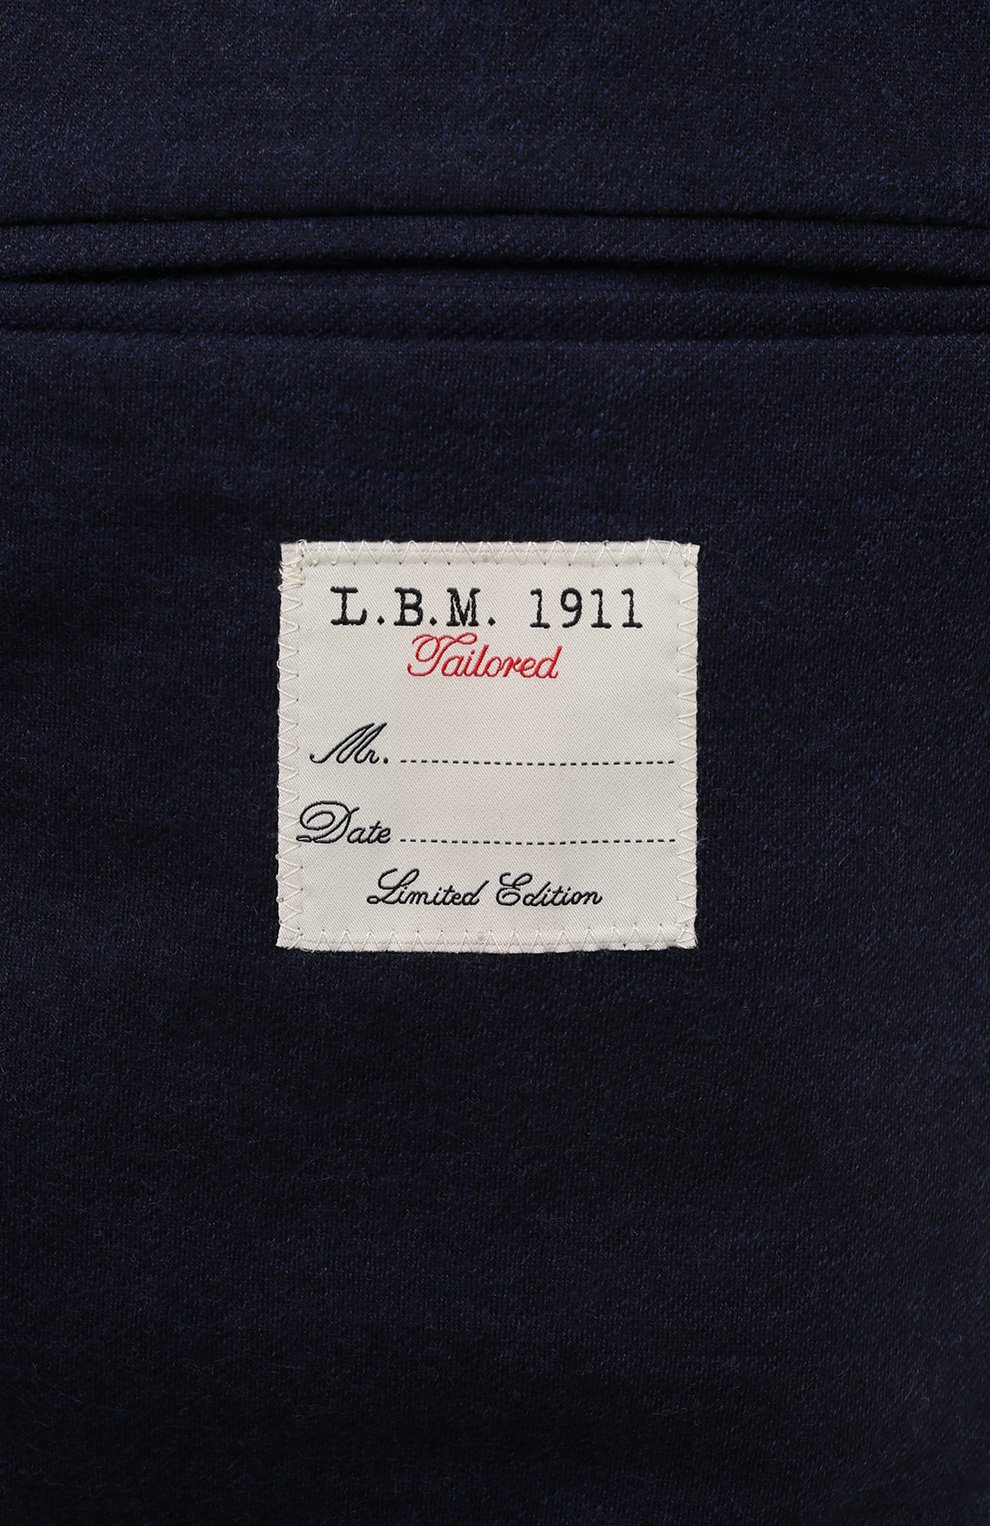 L.B.M. 1911
Tailored
Mr. ........................................
Date ........................................
Limited Edition